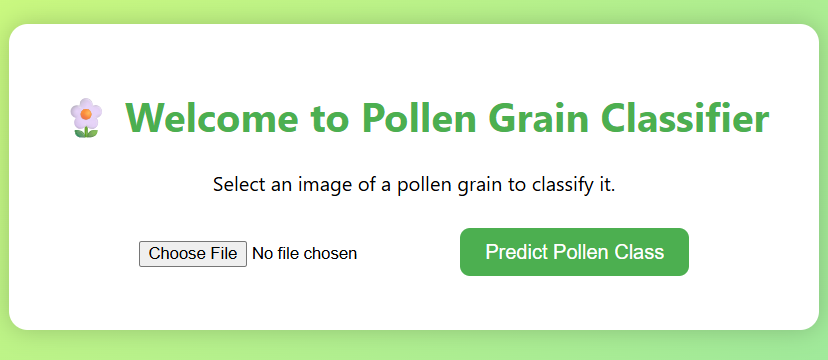 Welcome to Pollen Grain Classifier
Select an image of a pollen grain to classify it.
Choose File No file chosen
Predict Pollen Class